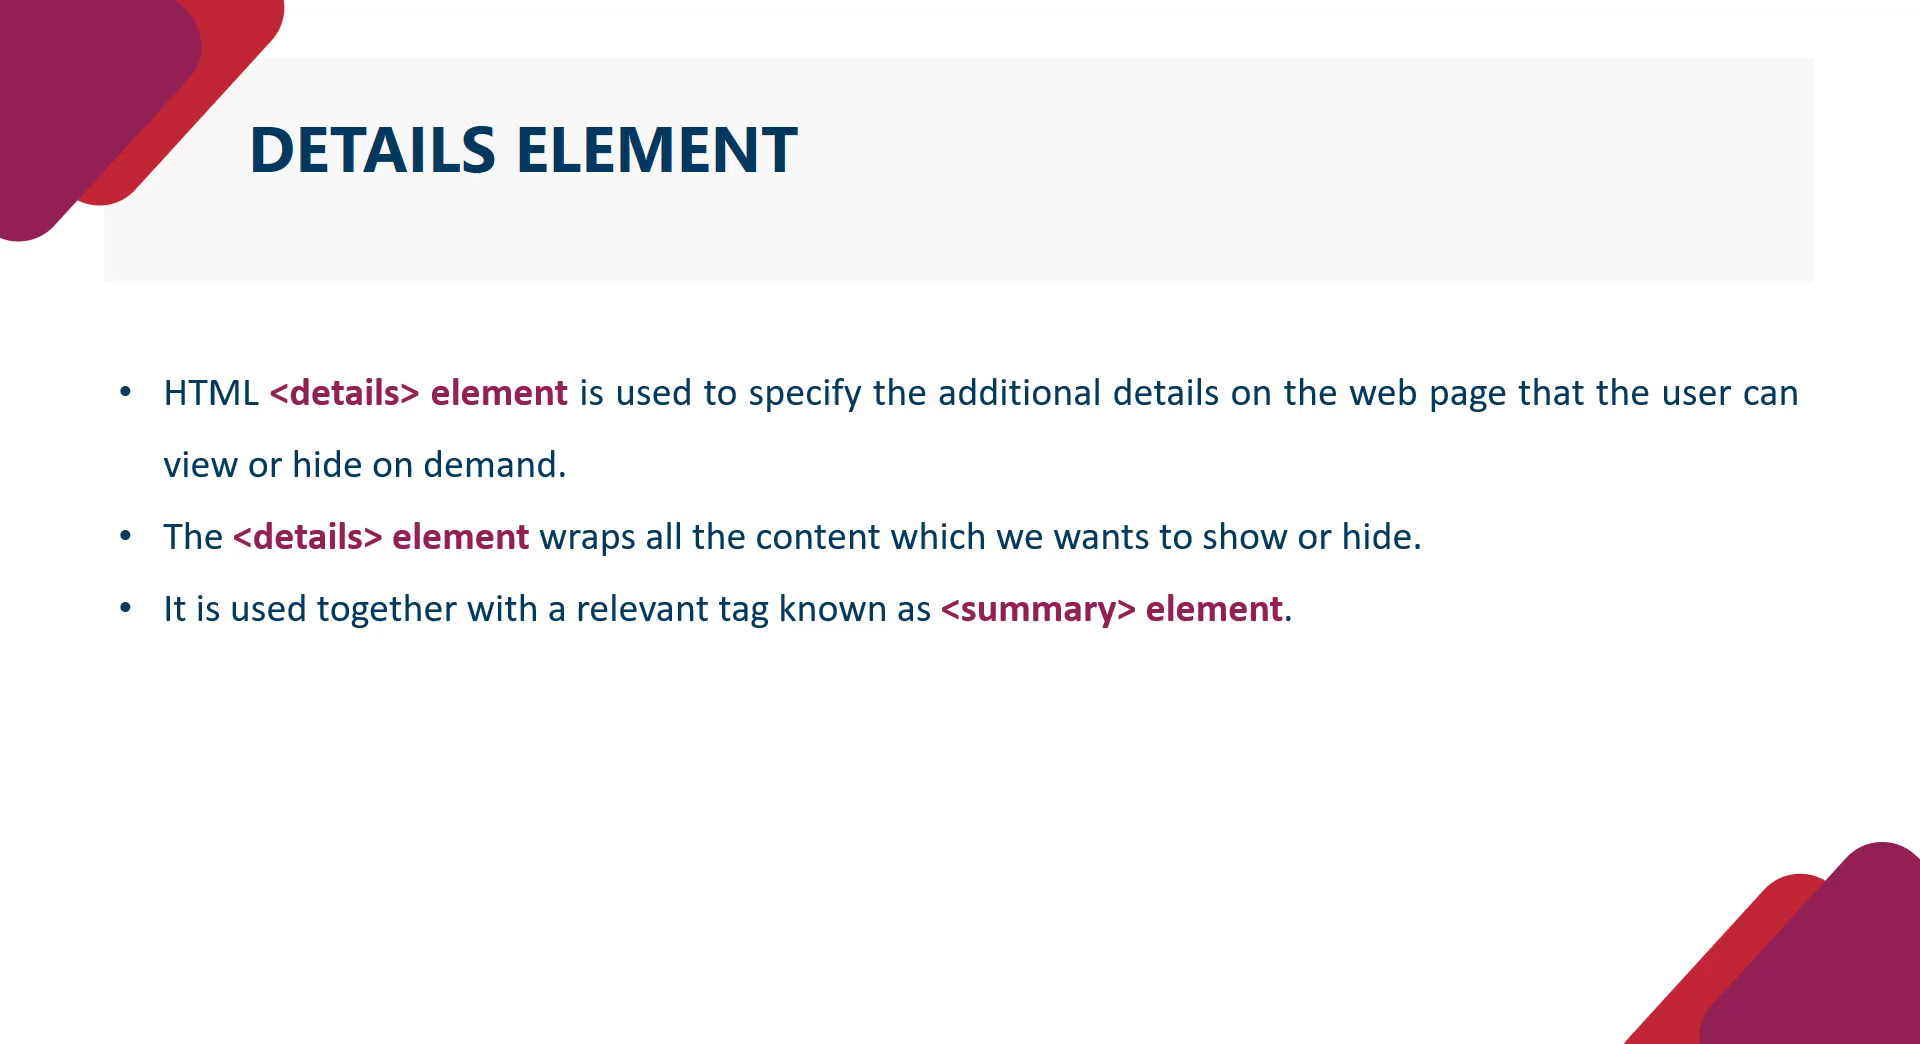 DETAILS ELEMENT
• HTML <details> element is used to specify the additional details on the web page that the user can
view or hide on demand.
• The <details> element wraps all the content which we wants to show or hide.
• It is used together with a relevant tag known as <summary> element.